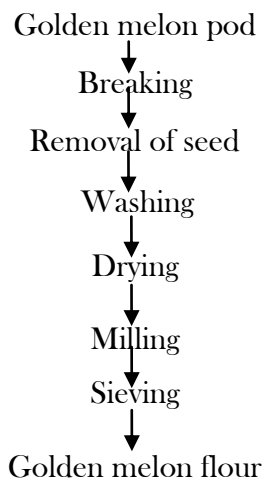 Golden melon pod
Breaking
Removal of seed
Washing
Drying
Milling
Sieving
Golden melon flour